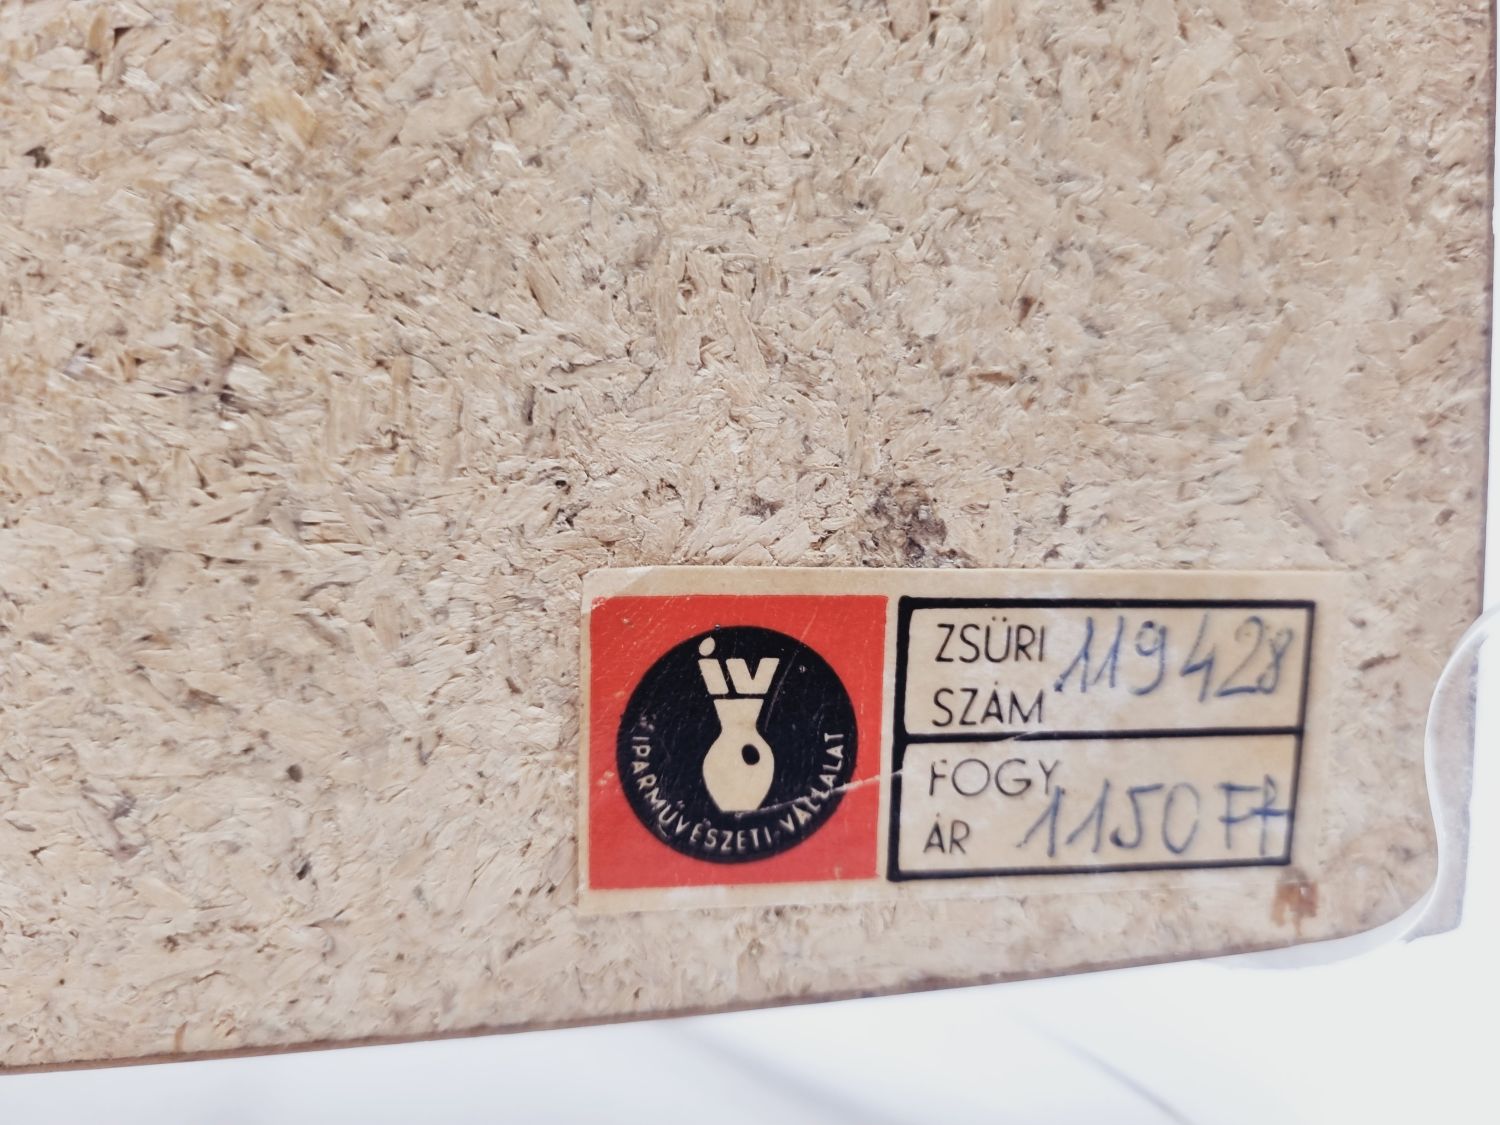 iv
IPARMŰVÉSZETI VÁLLALAT
ZSÜRI
SZÁM 119428
FOGY.
ÁR 1150 Ft